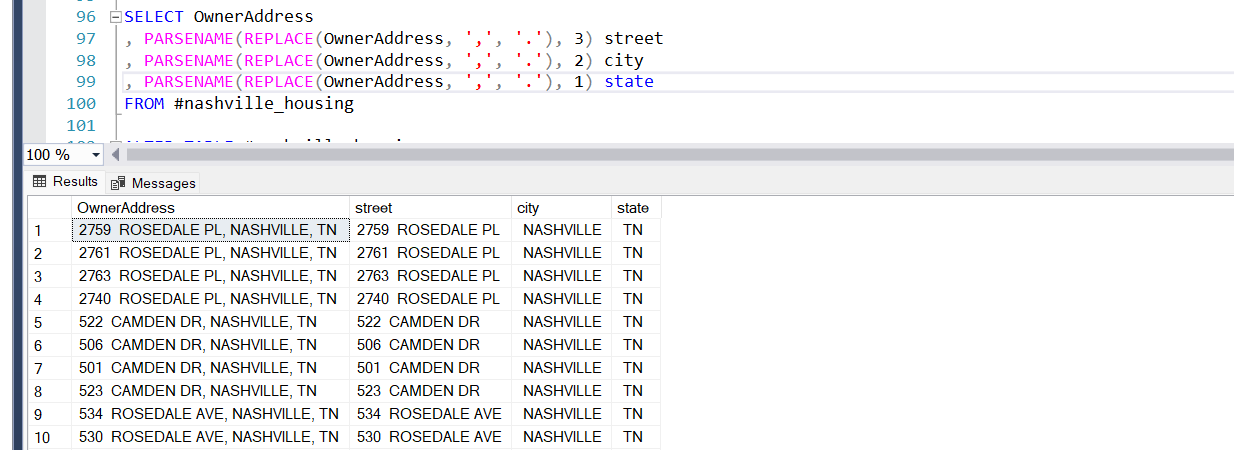 96 SELECT OwnerAddress
97 , PARSENAME(REPLACE(OwnerAddress, ',', '.'), 3) street
98 , PARSENAME(REPLACE(OwnerAddress, ',', '.'), 2) city
99 , PARSENAME(REPLACE(OwnerAddress, ',', '.'), 1) state
100 FROM #nashville_housing
101
100 %
Results Messages
OwnerAddress street city state
1 2759  ROSEDALE PL, NASHVILLE, TN 2759  ROSEDALE PL NASHVILLE TN
2 2761  ROSEDALE PL, NASHVILLE, TN 2761  ROSEDALE PL NASHVILLE TN
3 2763  ROSEDALE PL, NASHVILLE, TN 2763  ROSEDALE PL NASHVILLE TN
4 2740  ROSEDALE PL, NASHVILLE, TN 2740  ROSEDALE PL NASHVILLE TN
5 522  CAMDEN DR, NASHVILLE, TN 522  CAMDEN DR NASHVILLE TN
6 506  CAMDEN DR, NASHVILLE, TN 506  CAMDEN DR NASHVILLE TN
7 501  CAMDEN DR, NASHVILLE, TN 501  CAMDEN DR NASHVILLE TN
8 523  CAMDEN DR, NASHVILLE, TN 523  CAMDEN DR NASHVILLE TN
9 534  ROSEDALE AVE, NASHVILLE, TN 534  ROSEDALE AVE NASHVILLE TN
10 530  ROSEDALE AVE, NASHVILLE, TN 530  ROSEDALE AVE NASHVILLE TN